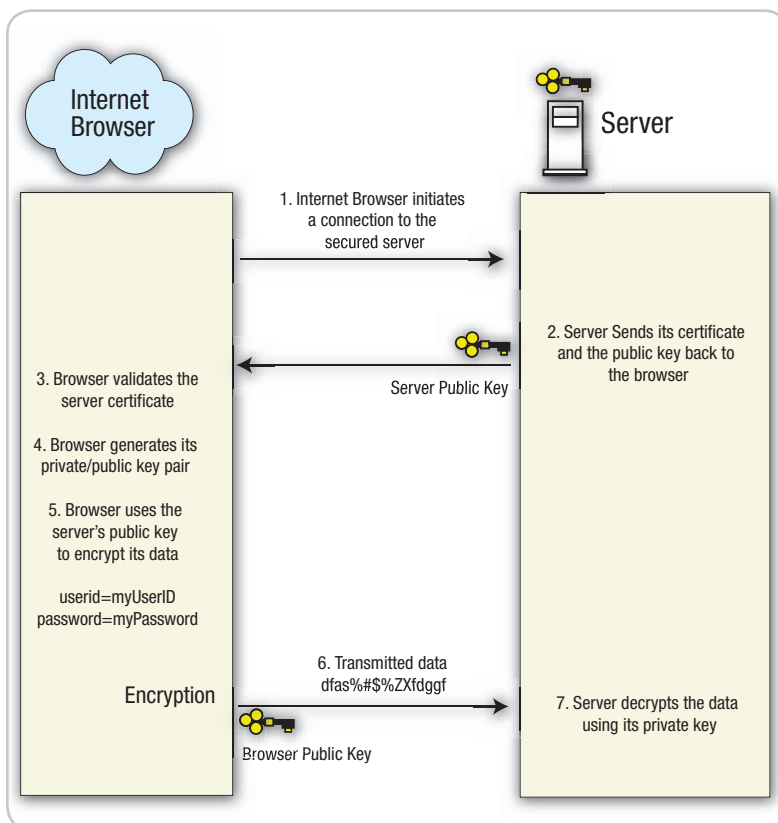 Internet
Browser
Server
1. Internet Browser initiates
a connection to the
secured server
2. Server Sends its certificate
and the public key back to
the browser
Server Public Key
3. Browser validates the
server certificate
4. Browser generates its
private/public key pair
5. Browser uses the
server's public key
to encrypt its data
userid=myUserID
password=myPassword
6. Transmitted data
dfas%#$%ZXfdggf
Encryption
7. Server decrypts the data
using its private key
Browser Public Key